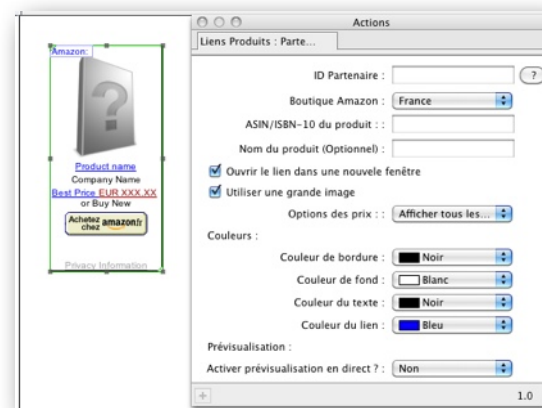 Amazon:
?
Product name
Company Name
Best Price EUR XXX.XX
or Buy New
Achetez
chez amazon.fr
Privacy Information
Actions
Liens Produits : Parte...
ID Partenaire :
?
Boutique Amazon : France
ASIN/ISBN-10 du produit : :
Nom du produit (Optionnel) :
Ouvrir le lien dans une nouvelle fenêtre
Utiliser une grande image
Options des prix : : Afficher tous les...
Couleurs :
Couleur de bordure : Noir
Couleur de fond : Blanc
Couleur du texte : Noir
Couleur du lien : Bleu
Prévisualisation :
Activer prévisualisation en direct ? : Non
+
1.0